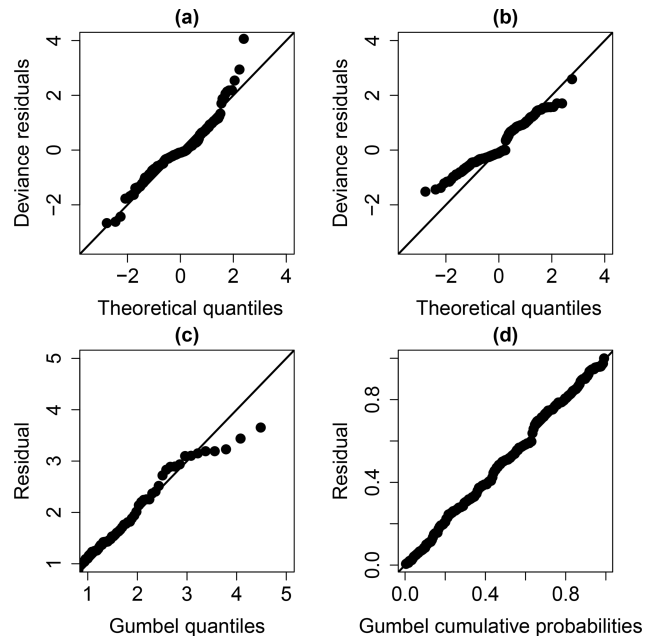 (a)
Deviance residuals
4
2
0
−2
−2 0 2 4
Theoretical quantiles
(b)
Deviance residuals
4
2
0
−2
−2 0 2 4
Theoretical quantiles
(c)
Residual
5
4
3
2
1
1 2 3 4 5
Gumbel quantiles
(d)
Residual
0.8
0.4
0.0
0.0 0.4 0.8
Gumbel cumulative probabilities